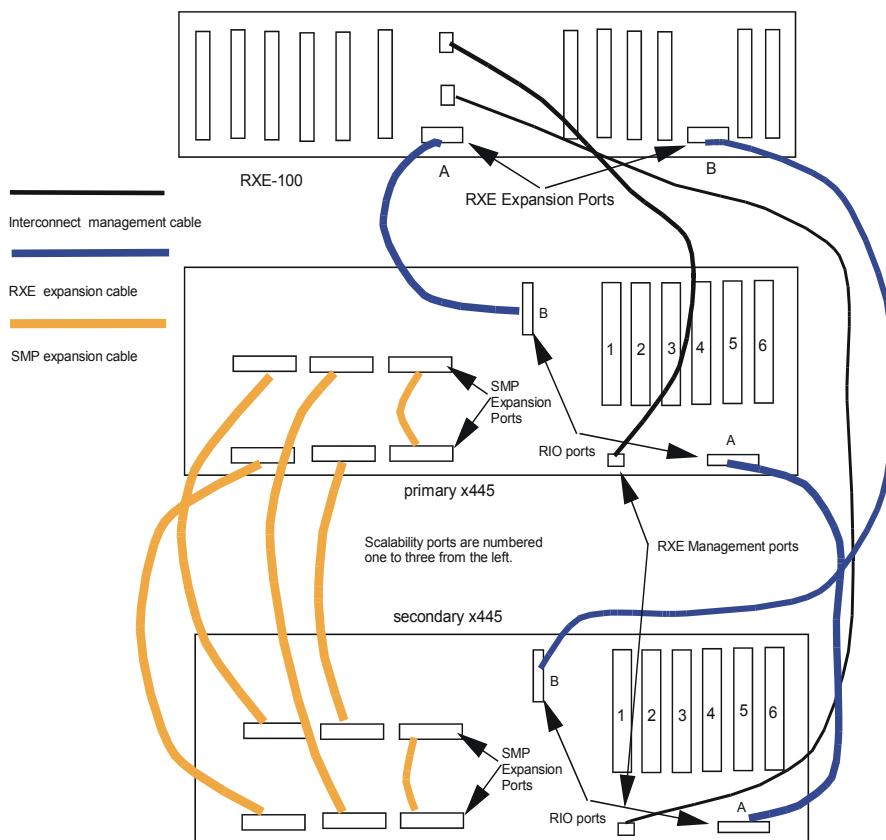 A
B
RXE-100
RXE Expansion Ports
Interconnect management cable
RXE expansion cable
SMP expansion cable
B
1
2
3
4
5
6
SMP
Expansion
Ports
RIO ports
A
primary x445
Scalability ports are numbered
one to three from the left.
RXE Management ports
secondary x445
B
1
2
3
4
5
6
SMP
Expansion
Ports
RIO ports
A